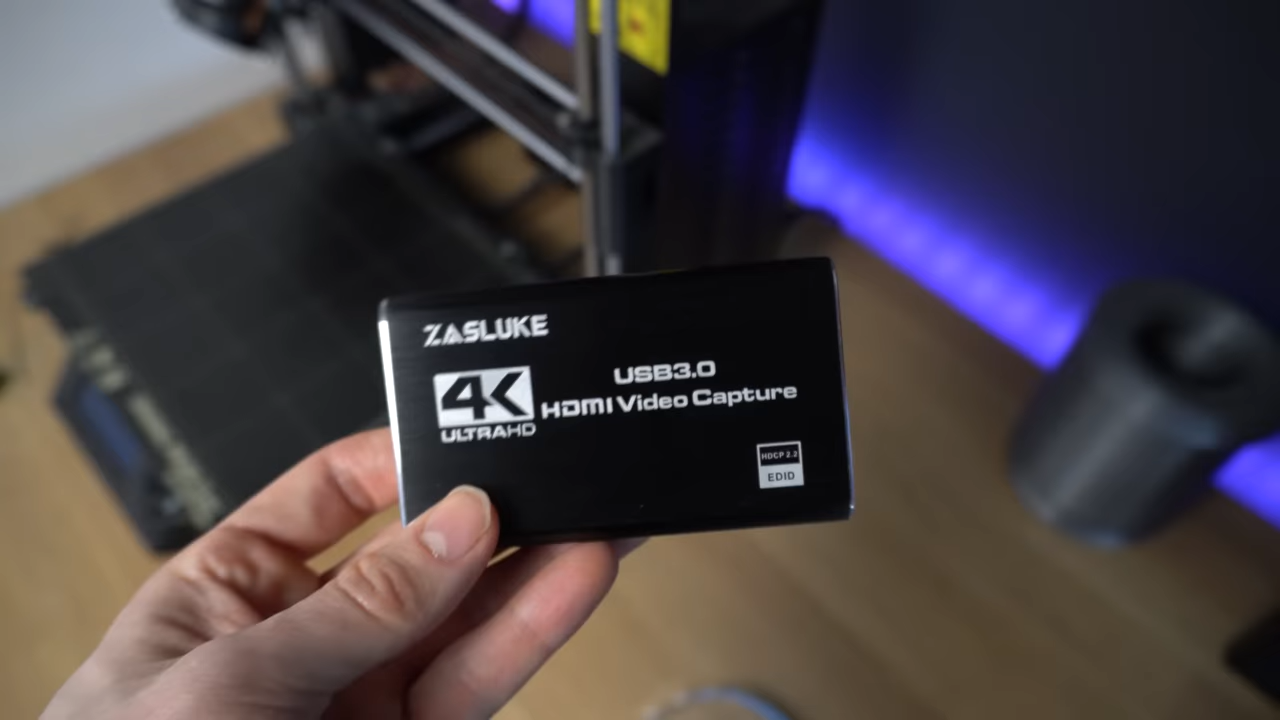 ZASLUKE
4K
ULTRAHD
USB3.0
HDMI Video Capture
HDCP 2.2
EDID